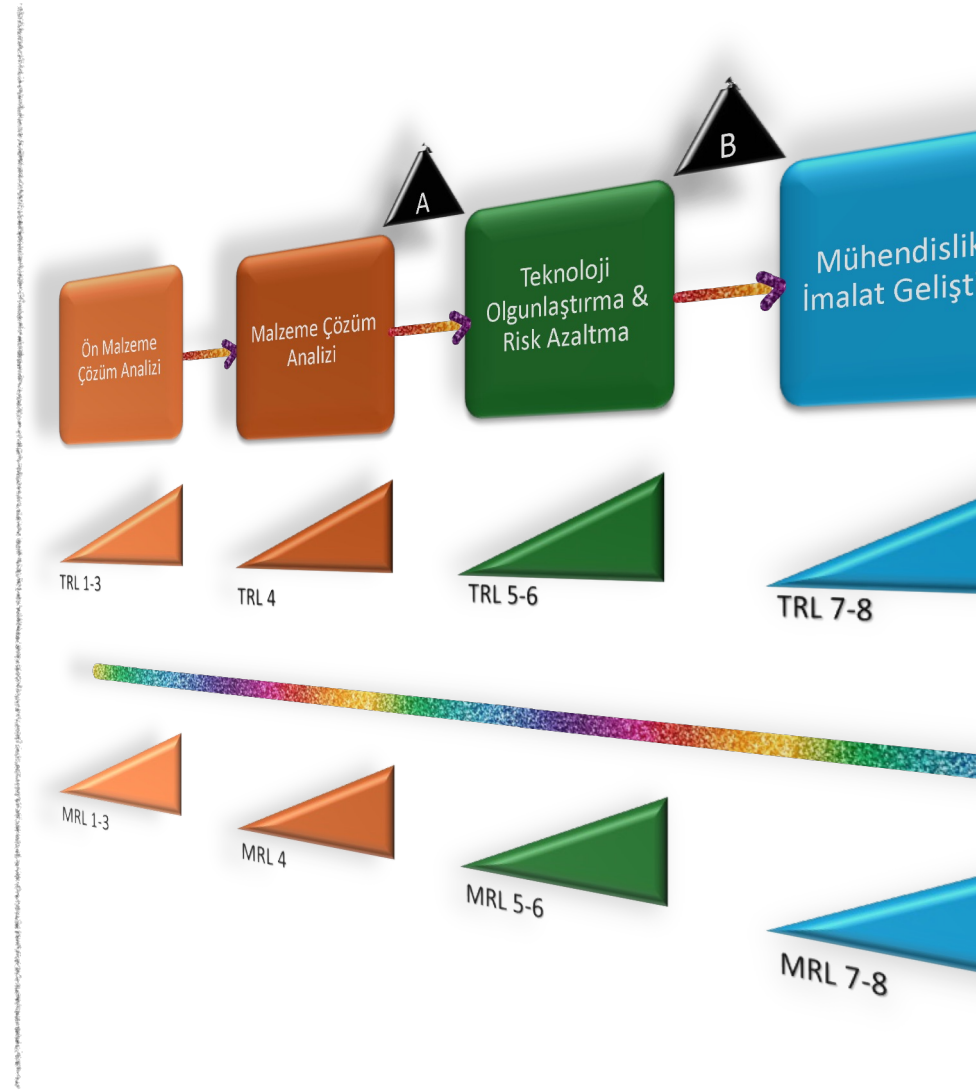 A
B
Ön Malzeme
Çözüm Analizi
Malzeme Çözüm
Analizi
Teknoloji
Olgunlaştırma &
Risk Azaltma
Mühendislik
İmalat Gelişt
TRL 1-3
TRL 4
TRL 5-6
TRL 7-8
MRL 1-3
MRL 4
MRL 5-6
MRL 7-8